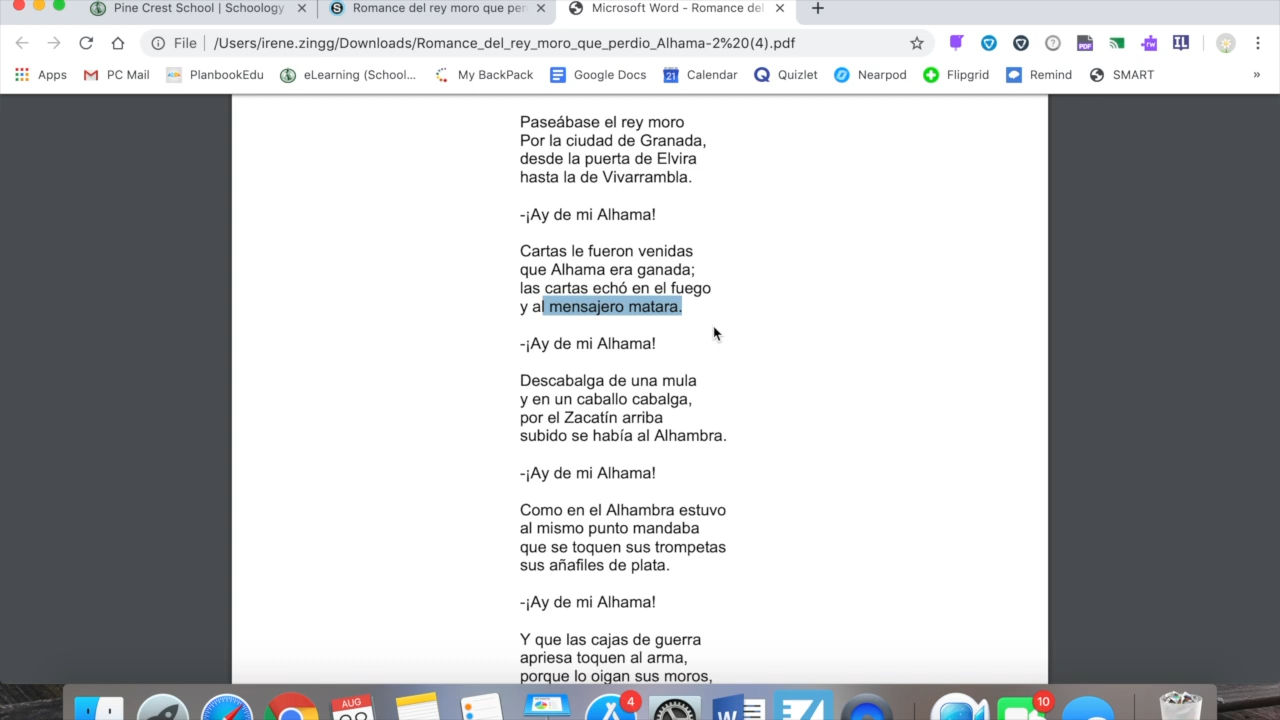 Pine Crest School | Schoology
Romance del rey moro que per
Microsoft Word - Romance del
File
/Users/irene.zingg/Downloads/Romance_del_rey_moro_que_perdio_Alhama-2%20(4).pdf
Apps
PC Mail
PlanbookEdu
eLearning (School...
My BackPack
Google Docs
Calendar
Quizlet
Nearpod
Flipgrid
Remind
SMART
»
Paseábase el rey moro
Por la ciudad de Granada,
desde la puerta de Elvira
hasta la de Vivarrambla.
-¡Ay de mi Alhama!
Cartas le fueron venidas
que Alhama era ganada;
las cartas echó en el fuego
y al mensajero matara.
-¡Ay de mi Alhama!
Descabalga de una mula
y en un caballo cabalga,
por el Zacatín arriba
subido se había al Alhambra.
-¡Ay de mi Alhama!
Como en el Alhambra estuvo
al mismo punto mandaba
que se toquen sus trompetas
sus añafiles de plata.
-¡Ay de mi Alhama!
Y que las cajas de guerra
apriesa toquen al arma,
porque lo oigan sus moros,
AUG
4
W
10